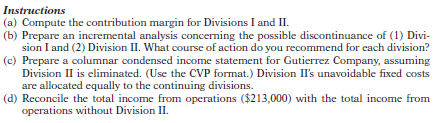 Instructions
(a) Compute the contribution margin for Divisions I and II.
(b) Prepare an incremental analysis concerning the possible discontinuance of (1) Divi-
sion I and (2) Division II. What course of action do you recommend for each division?
(c) Prepare a columnar condensed income statement for Gutierrez Company, assuming
Division II is eliminated. (Use the CVP format.) Division II's unavoidable fixed costs
are allocated equally to the continuing divisions.
(d) Reconcile the total income from operations ($213,000) with the total income from
operations without Division II.